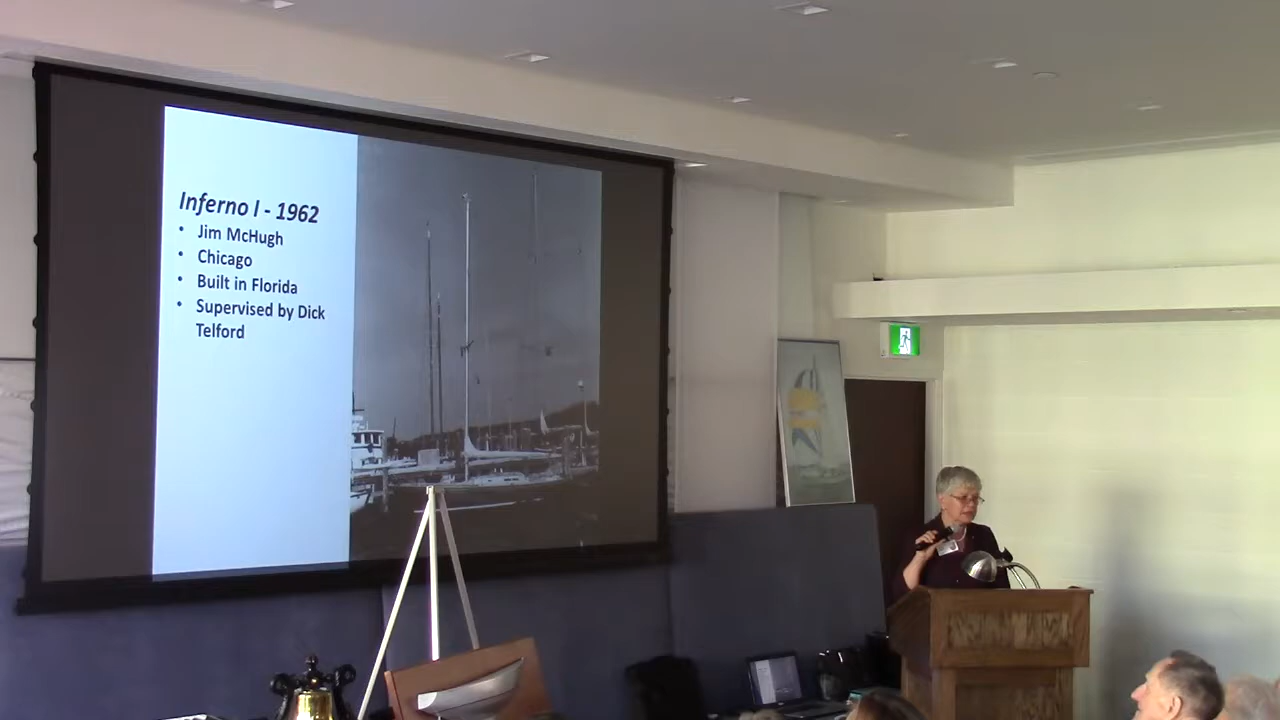 Inferno I - 1962
• Jim McHugh
• Chicago
• Built in Florida
• Supervised by Dick
Telford